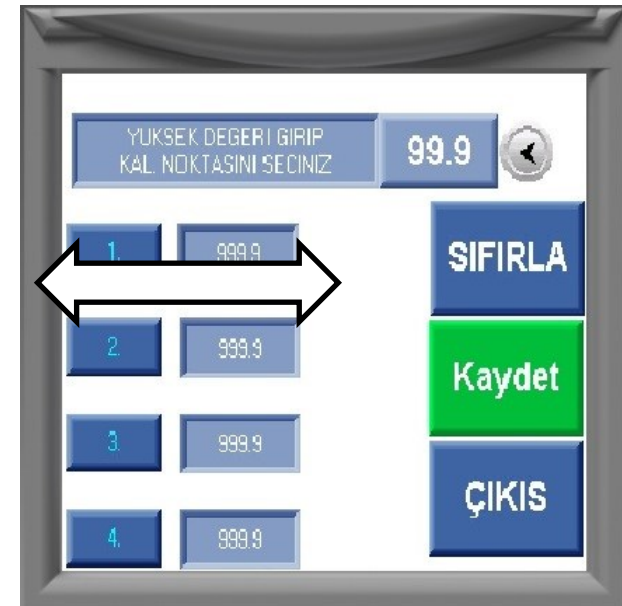 YUKSEK DEGERI GIRIP
KAL. NOKTASINI SECINIZ
99.9
1.
999.9
SIFIRLA
2.
999.9
Kaydet
3.
999.9
ÇIKIS
4.
999.9